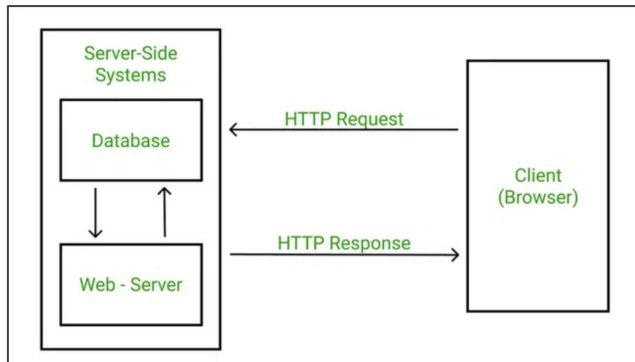 Server-Side
Systems
Database
Web - Server
HTTP Request
HTTP Response
Client
(Browser)